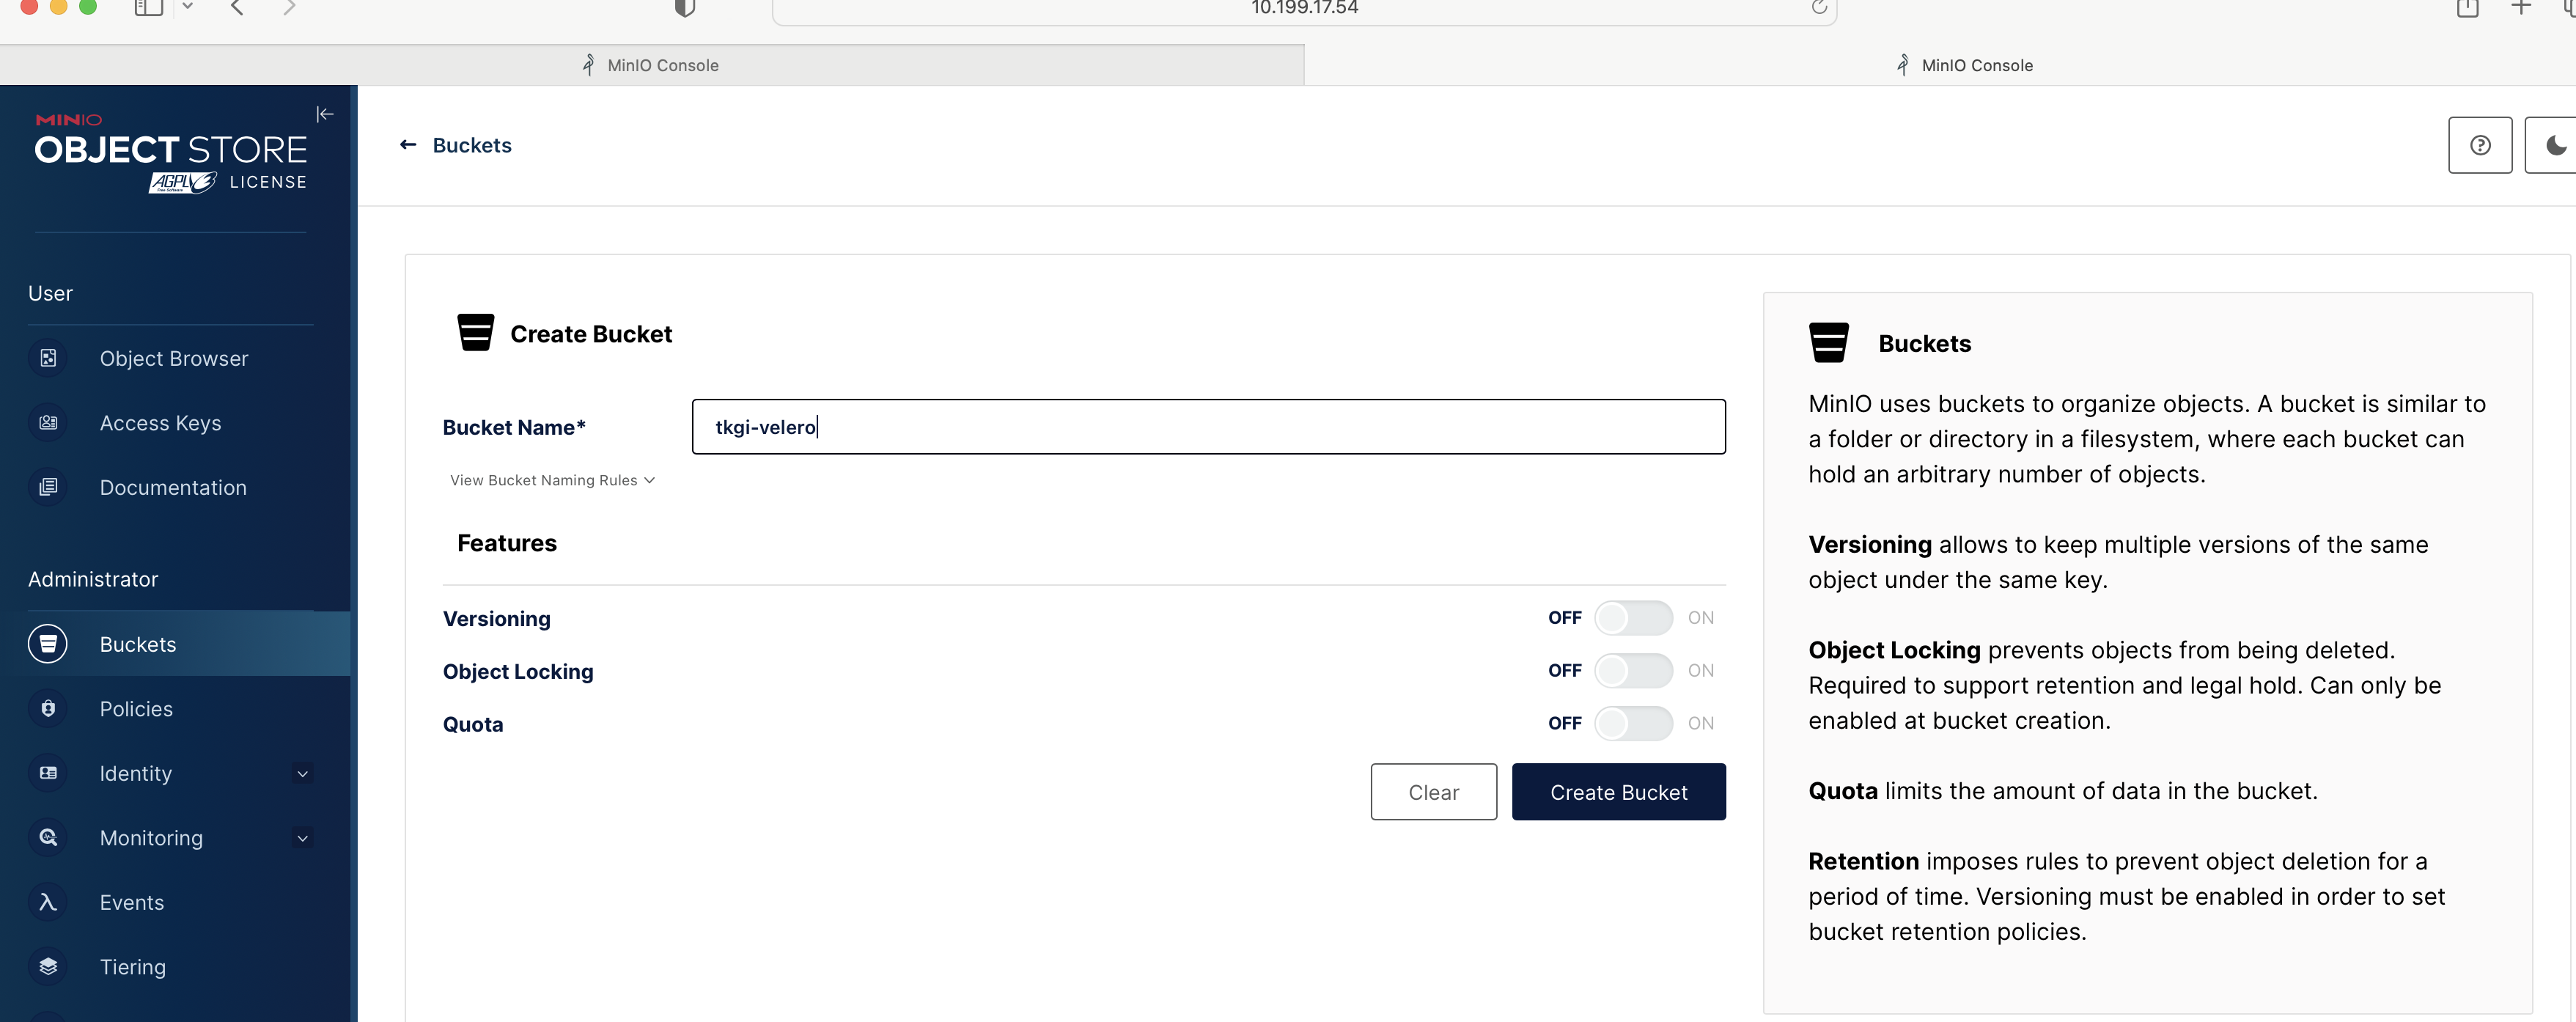 10.199.17.54
MinIO Console
MinIO Console
MINIO
OBJECT STORE
AGPL v3
Free Software
LICENSE
User
Object Browser
Access Keys
Documentation
Administrator
Buckets
Policies
Identity
Monitoring
Events
Tiering
Buckets
Create Bucket
Bucket Name*
tkgi-velero
View Bucket Naming Rules
Features
Versioning
OFF ON
Object Locking
OFF ON
Quota
OFF ON
Clear
Create Bucket
Buckets
MinIO uses buckets to organize objects. A bucket is similar to
a folder or directory in a filesystem, where each bucket can
hold an arbitrary number of objects.
Versioning allows to keep multiple versions of the same
object under the same key.
Object Locking prevents objects from being deleted.
Required to support retention and legal hold. Can only be
enabled at bucket creation.
Quota limits the amount of data in the bucket.
Retention imposes rules to prevent object deletion for a
period of time. Versioning must be enabled in order to set
bucket retention policies.